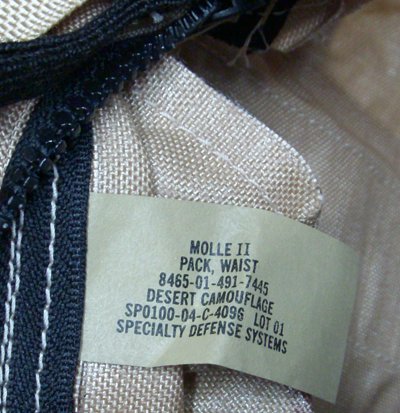 MOLLE II
PACK, WAIST
8465-01-491-7445
DESERT CAMOUFLAGE
SP0100-04-C-4096 LOT 01
SPECIALTY DEFENSE SYSTEMS